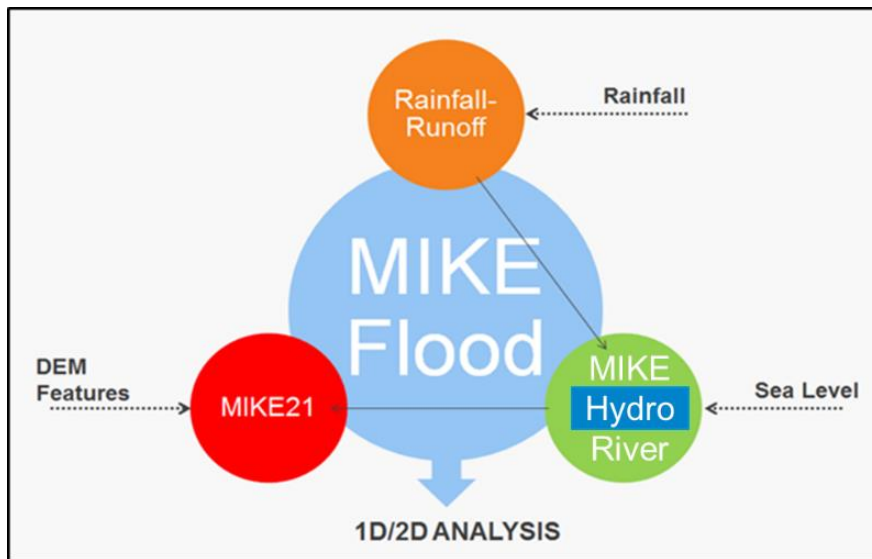 Rainfall-
Runoff
Rainfall
MIKE
Flood
DEM
Features
MIKE21
MIKE
Hydro
River
Sea Level
1D/2D ANALYSIS